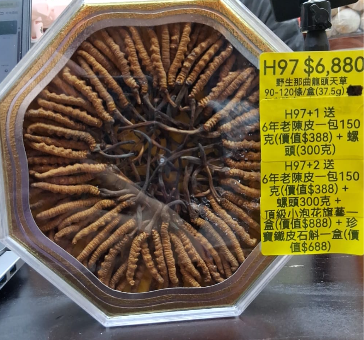 H97 $6,880
野生那曲龍頭天草
90-120條/盒(37.5g)
H97+1 送
6年老陳皮一包150
克(價值$388) + 螺
頭(300克)
H97+2 送
6年老陳皮一包150
克(價值$388) +
螺頭300克 +
頂級小泡花旗蔘一
盒(價值$888) + 珍
寶鐵皮石斛一盒(價
值$688)